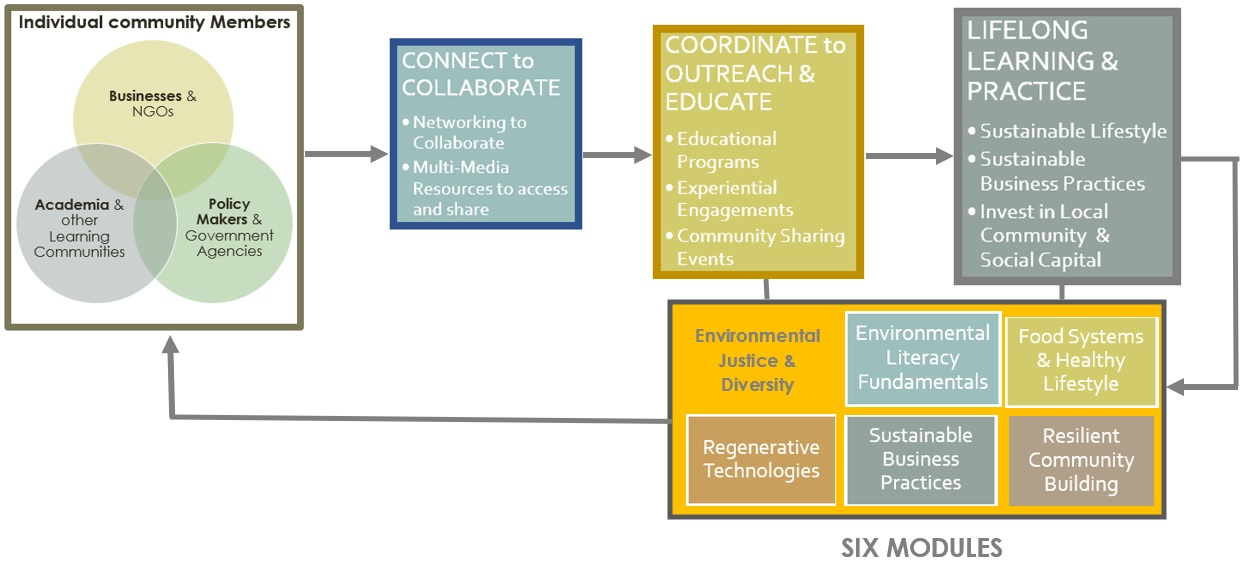 Individual community Members
Businesses &
NGOs
Academia &
other
Learning
Communities
Policy
Makers &
Government
Agencies
CONNECT to
COLLABORATE
• Networking to
Collaborate
• Multi-Media
Resources to access
and share
COORDINATE to
OUTREACH &
EDUCATE
• Educational
Programs
• Experiential
Engagements
• Community Sharing
Events
LIFELONG
LEARNING &
PRACTICE
• Sustainable Lifestyle
• Sustainable
Business Practices
• Invest in Local
Community &
Social Capital
Environmental
Justice &
Diversity
Environmental
Literacy
Fundamentals
Food Systems
& Healthy
Lifestyle
Regenerative
Technologies
Sustainable
Business
Practices
Resilient
Community
Building
SIX MODULES